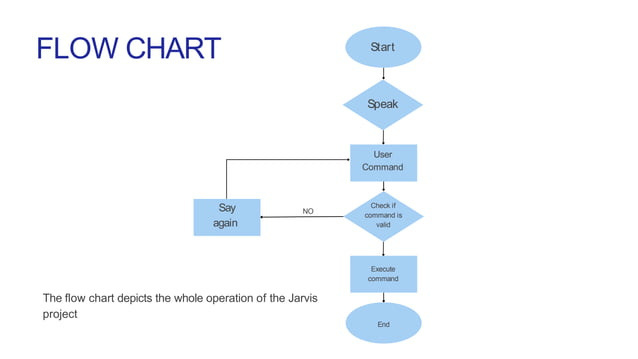 FLOW CHART
Start
Speak
User
Command
Check if
command is
valid
NO
Say
again
Execute
command
End
The flow chart depicts the whole operation of the Jarvis
project